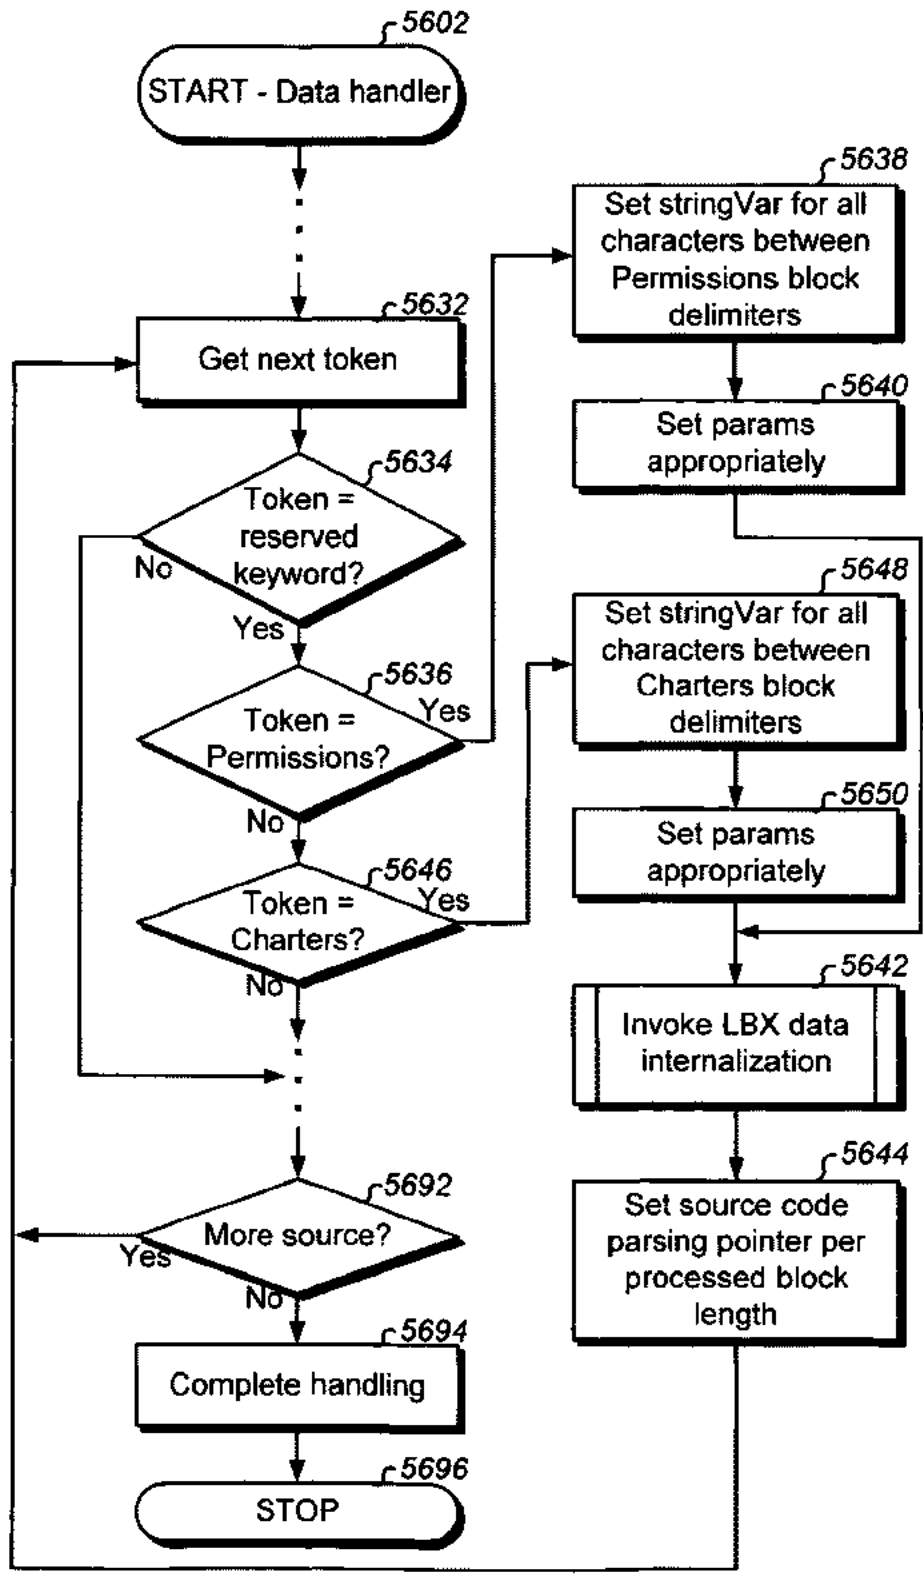 5602
START - Data handler
5632
Get next token
5634
Token =
reserved
keyword?
No
Yes
5636
Token =
Permissions?
Yes
No
5646
Token =
Charters?
Yes
No
5692
More source?
Yes
No
5694
Complete handling
5696
STOP
5638
Set stringVar for all
characters between
Permissions block
delimiters
5640
Set params
appropriately
5648
Set stringVar for all
characters between
Charters block
delimiters
5650
Set params
appropriately
5642
Invoke LBX data
internalization
5644
Set source code
parsing pointer per
processed block
length